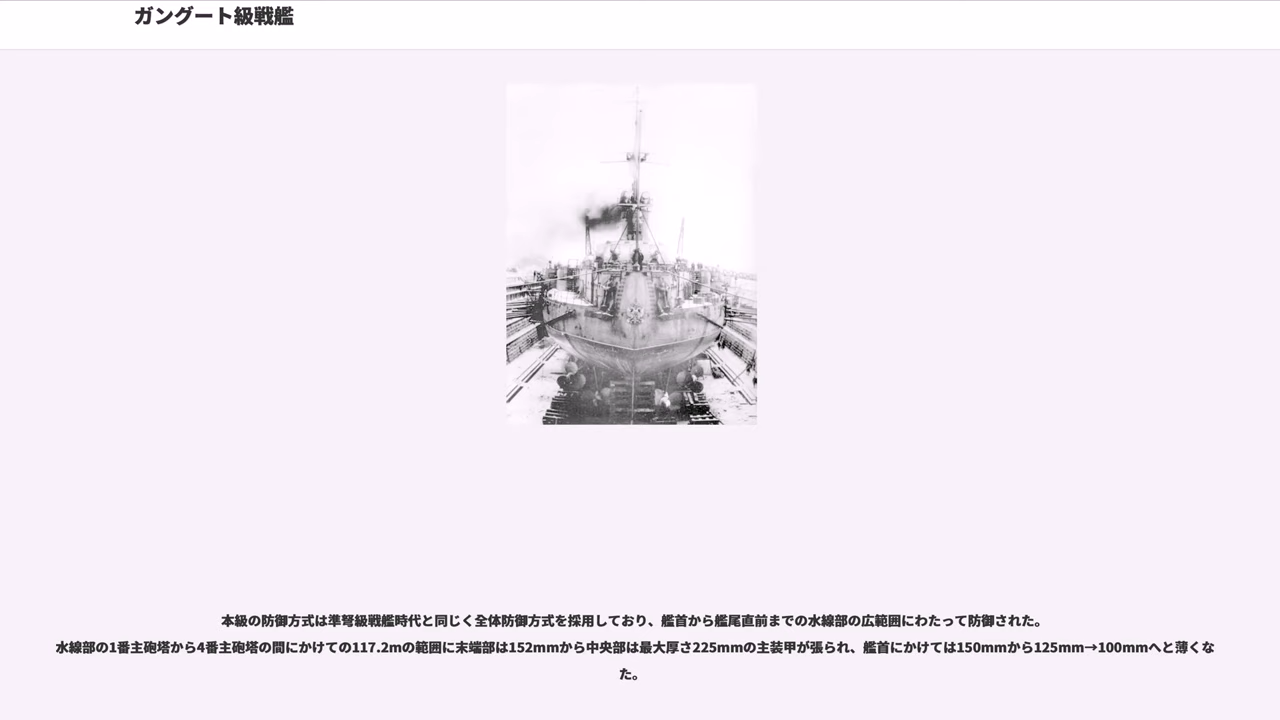 ガングート級戦艦
本級の防御方式は準弩級戦艦時代と同じく全体防御方式を採用しており、艦首から艦尾直前までの水線部の広範囲にわたって防御された。
水線部の1番主砲塔から4番主砲塔の間にかけての117.2mの範囲に末端部は152mmから中央部は最大厚さ225mmの主装甲が張られ、艦首にかけては150mmから125mm→100mmへと薄くな
た。